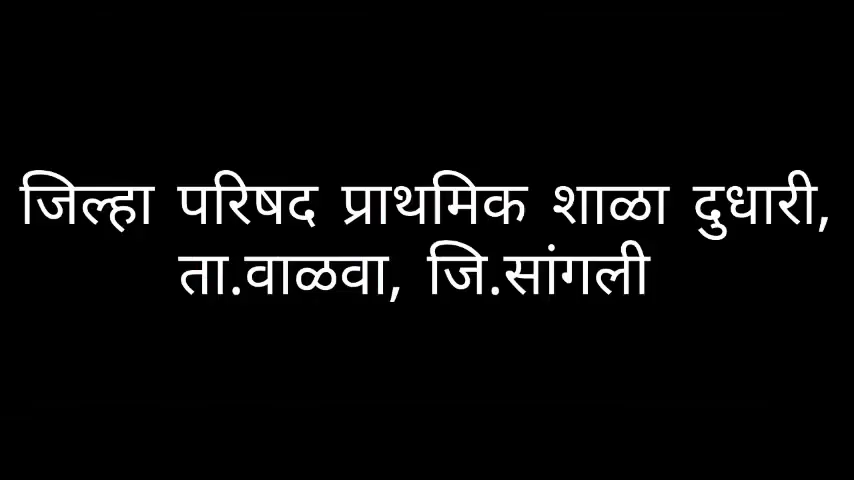 जिल्हा परिषद प्राथमिक शाळा दुधारी,
ता.वाळवा, जि.सांगली